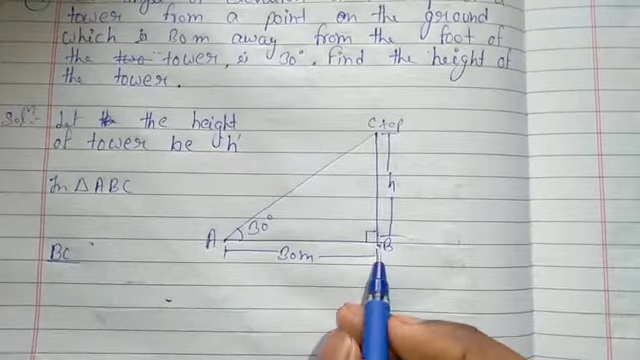 tower from a point on the ground
which is 30m away from the foot of
the tower, is 30°. Find the height of
the tower.
Solⁿ:- let the height
of tower be 'h'
In △ABC
BC
C top
h
A
30°
B
30m